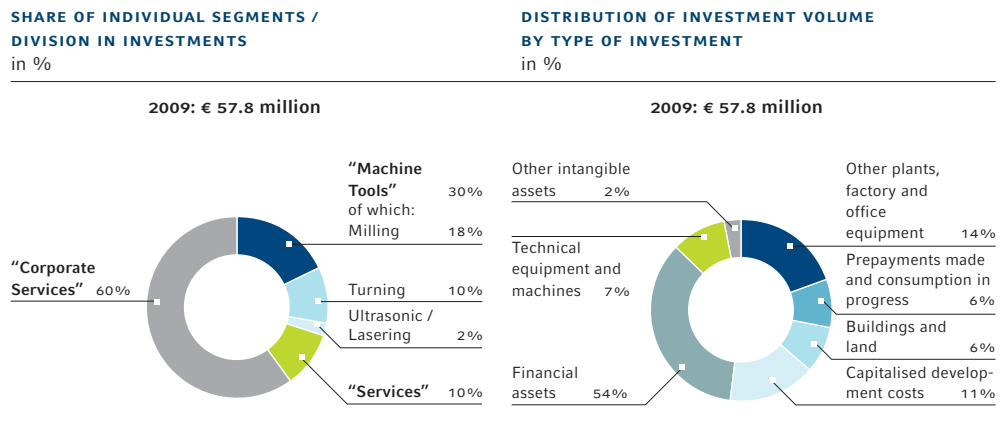 SHARE OF INDIVIDUAL SEGMENTS /
DIVISION IN INVESTMENTS
in %
2009: € 57.8 million
“Machine
Tools” 30%
of which:
Milling 18%
“Corporate
Services” 60%
Turning 10%
Ultrasonic /
Lasering 2%
“Services” 10%
DISTRIBUTION OF INVESTMENT VOLUME
BY TYPE OF INVESTMENT
in %
2009: € 57.8 million
Other intangible
assets 2%
Technical
equipment and
machines 7%
Financial
assets 54%
Other plants,
factory and
office
equipment 14%
Prepayments made
and consumption in
progress 6%
Buildings and
land 6%
Capitalised develop-
ment costs 11%